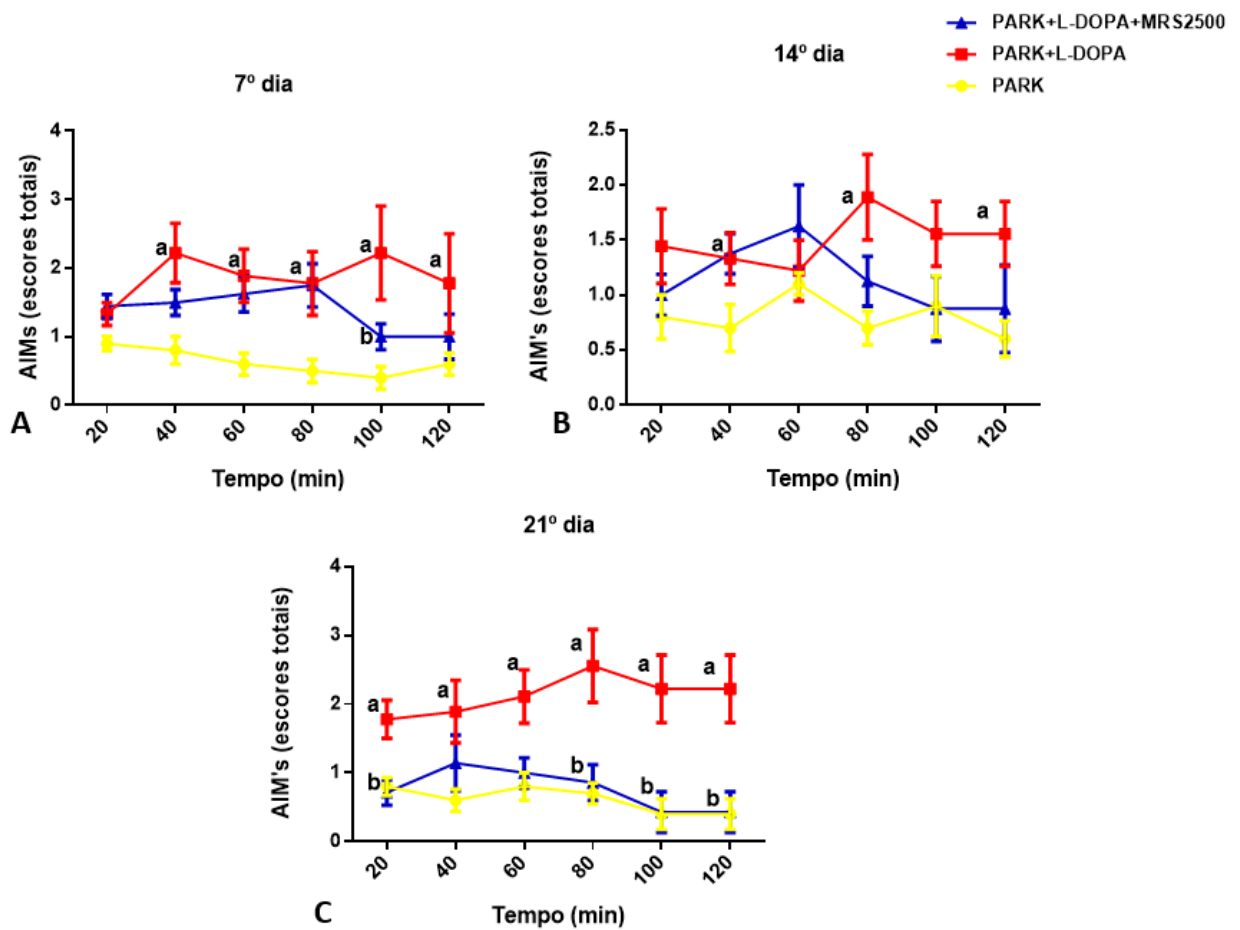 PARK+L-DOPA+MRS2500
PARK+L-DOPA
PARK
7º dia
AIMs (escores totais)
4
3
2
1
0
a
a
a
a
a
b
20 40 60 80 100 120
Tempo (min)
A
14º dia
AIM's (escores totais)
2.5
2.0
1.5
1.0
0.5
0.0
a
a
a
20 40 60 80 100 120
Tempo (min)
B
21º dia
AIM's (escores totais)
4
3
2
1
0
a
a
a
a
a
a
b
b
b
b
20 40 60 80 100 120
Tempo (min)
C